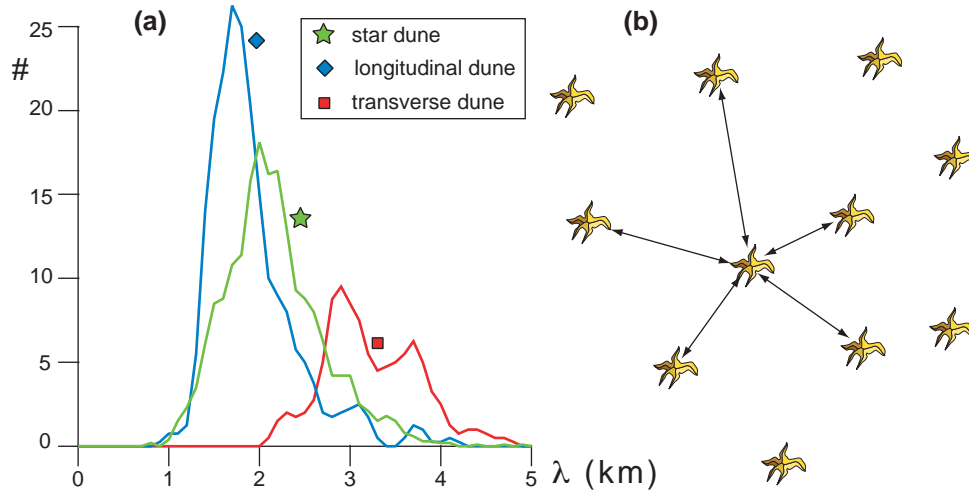 (a)
(b)
#
25
20
15
10
5
0
star dune
longitudinal dune
transverse dune
0 1 2 3 4 5
λ (km)